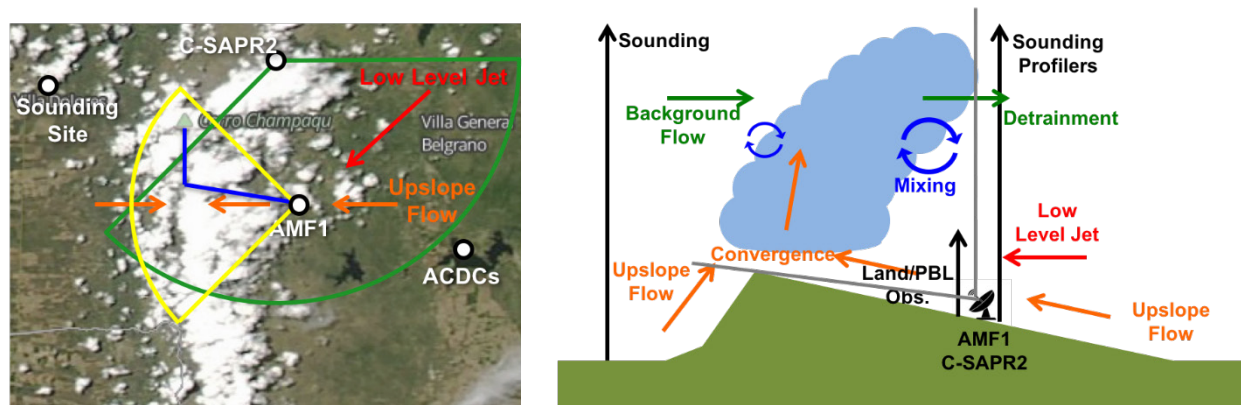 C-SAPR2
Low Level Jet
Sounding
Site
Cerro Champaqu
Villa General
Belgrano
Upslope
Flow
AMF1
ACDCs
Sounding
Background
Flow
Mixing
Sounding
Profilers
Detrainment
Low
Level Jet
Convergence
Upslope
Flow
Land/PBL
Obs.
Upslope
Flow
AMF1
C-SAPR2